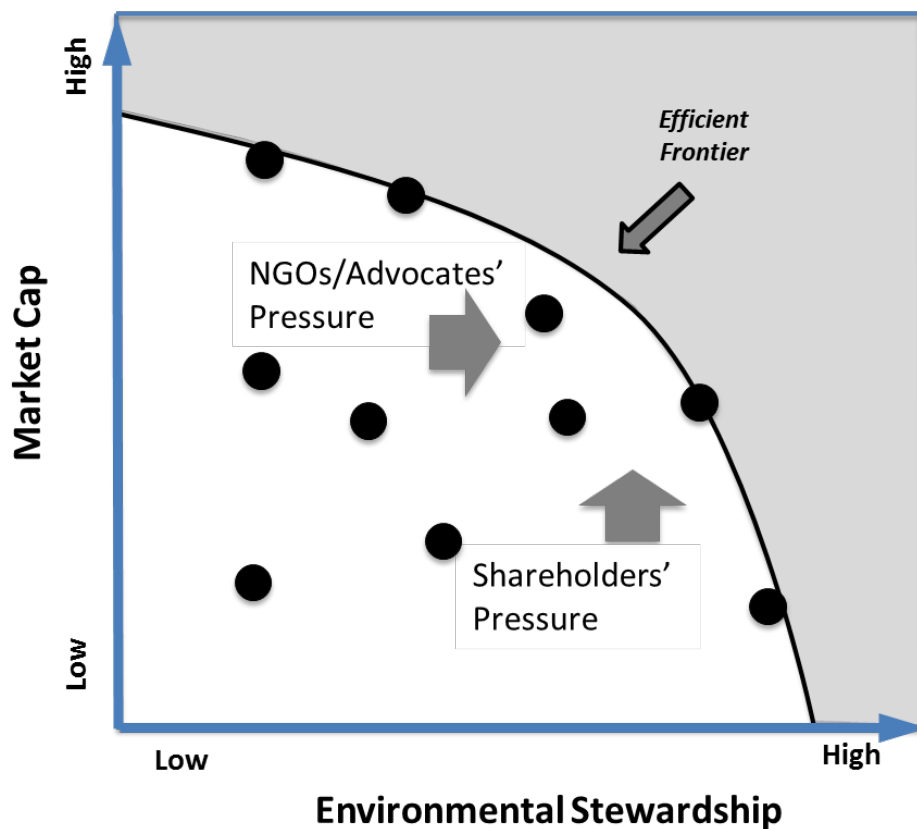 High
Efficient
Frontier
NGOs/Advocates’
Pressure
Market Cap
Shareholders’
Pressure
Low
Low
High
Environmental Stewardship